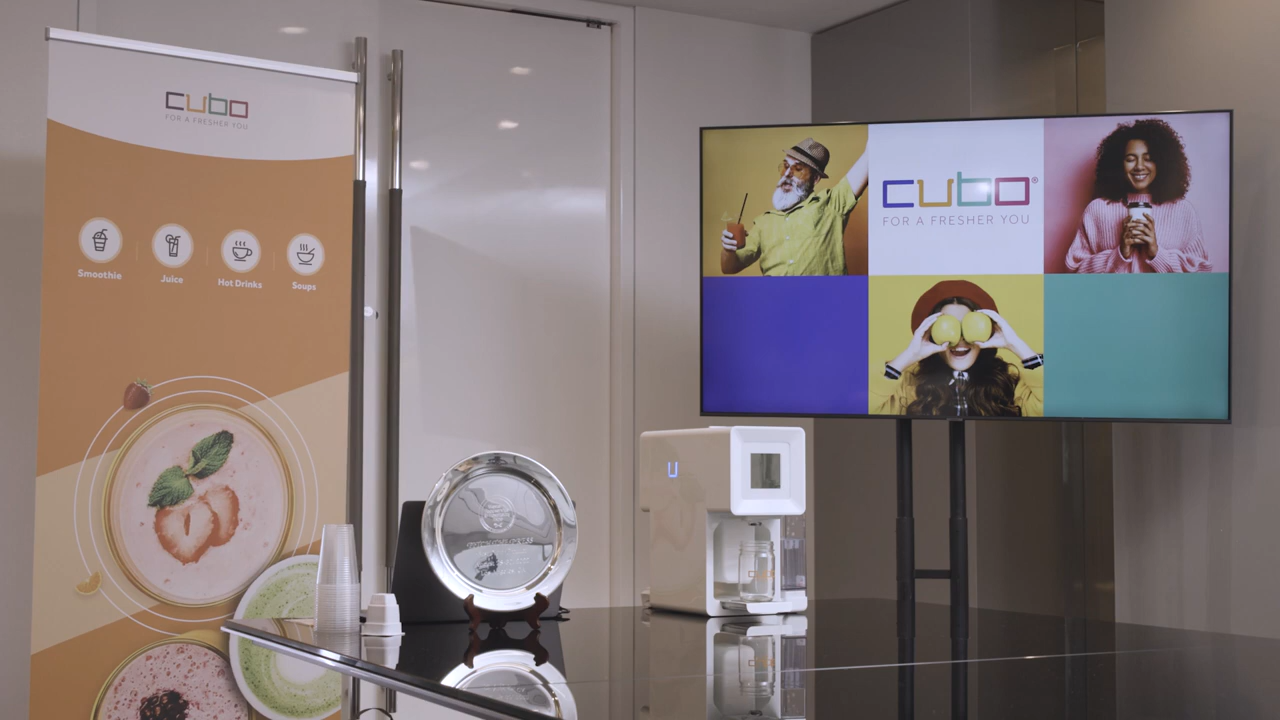 cubo
FOR A FRESHER YOU
Smoothie
Juice
Hot Drinks
Soups
cubo®
FOR A FRESHER YOU